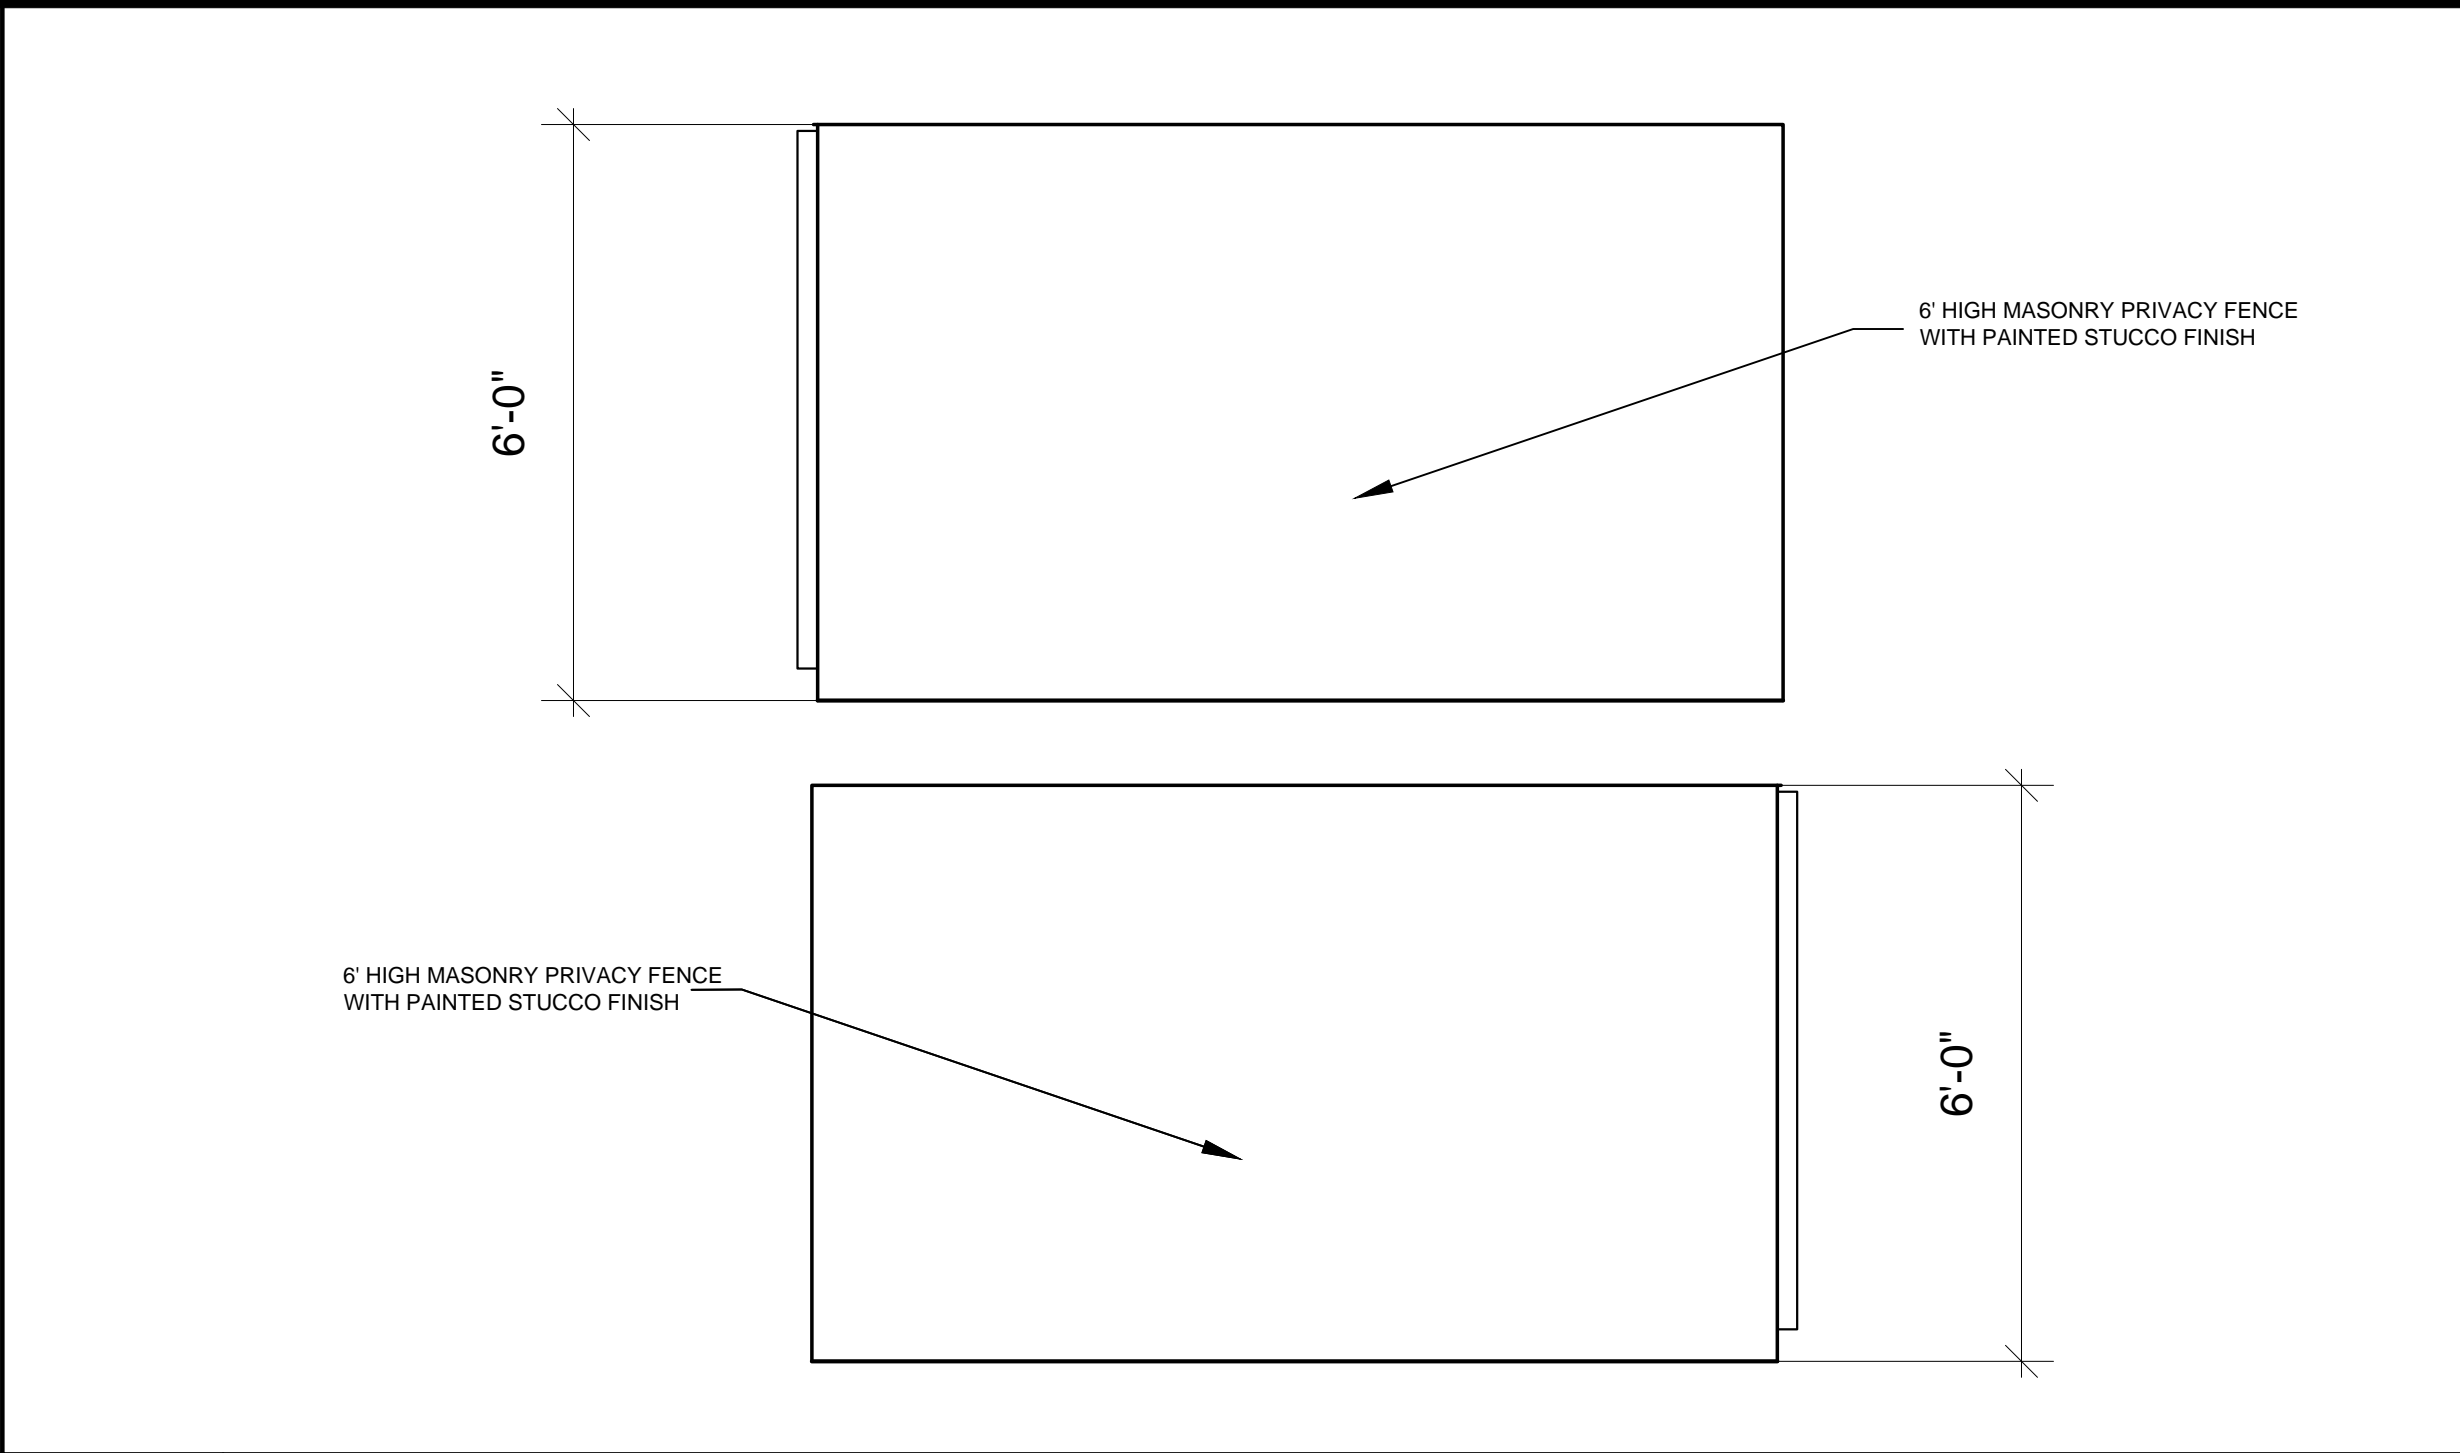 6' HIGH MASONRY PRIVACY FENCE
WITH PAINTED STUCCO FINISH
6'-0"
6' HIGH MASONRY PRIVACY FENCE
WITH PAINTED STUCCO FINISH
6'-0"